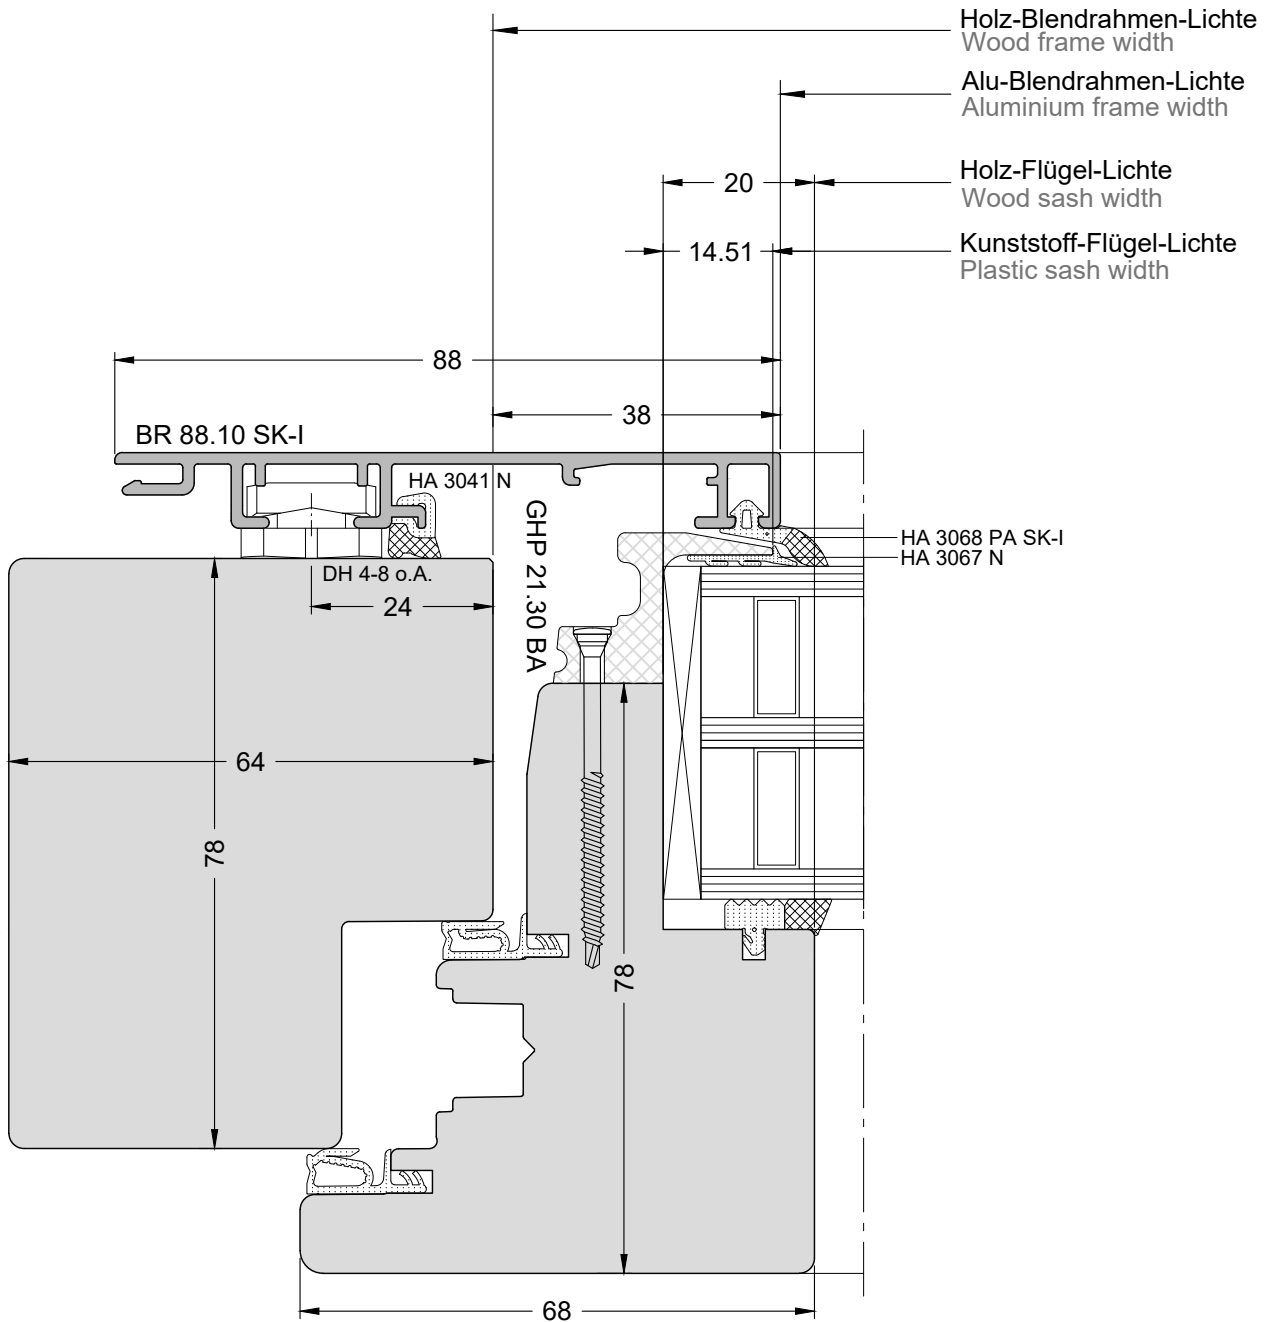 Holz-Blendrahmen-Lichte
Wood frame width
Alu-Blendrahmen-Lichte
Aluminium frame width
20
Holz-Flügel-Lichte
Wood sash width
14.51
Kunststoff-Flügel-Lichte
Plastic sash width
88
38
BR 88.10 SK-I
HA 3041 N
GHP 21.30 BA
HA 3068 PA SK-I
HA 3067 N
DH 4-8 o.A.
24
64
78
78
68